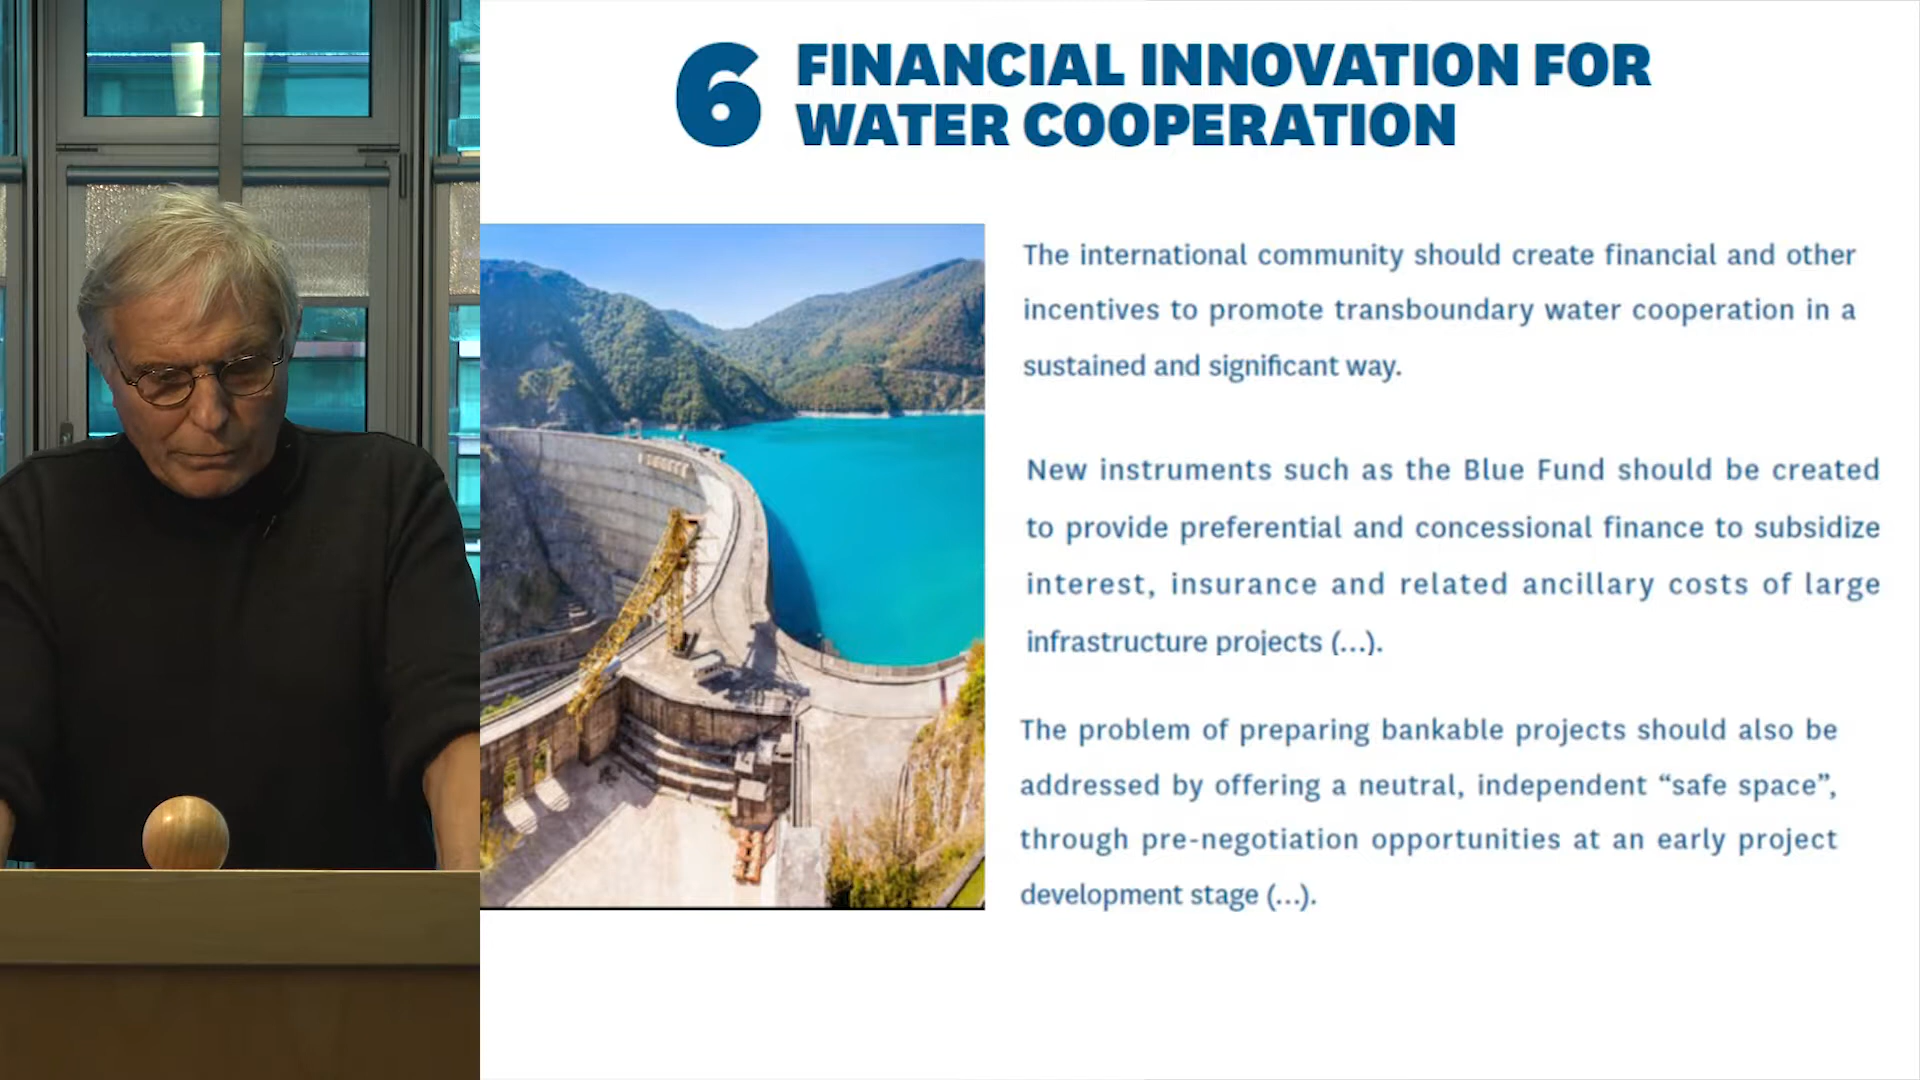 6 FINANCIAL INNOVATION FOR
WATER COOPERATION
The international community should create financial and other
incentives to promote transboundary water cooperation in a
sustained and significant way.
New instruments such as the Blue Fund should be created
to provide preferential and concessional finance to subsidize
interest, insurance and related ancillary costs of large
infrastructure projects (...).
The problem of preparing bankable projects should also be
addressed by offering a neutral, independent “safe space”,
through pre-negotiation opportunities at an early project
development stage (...).